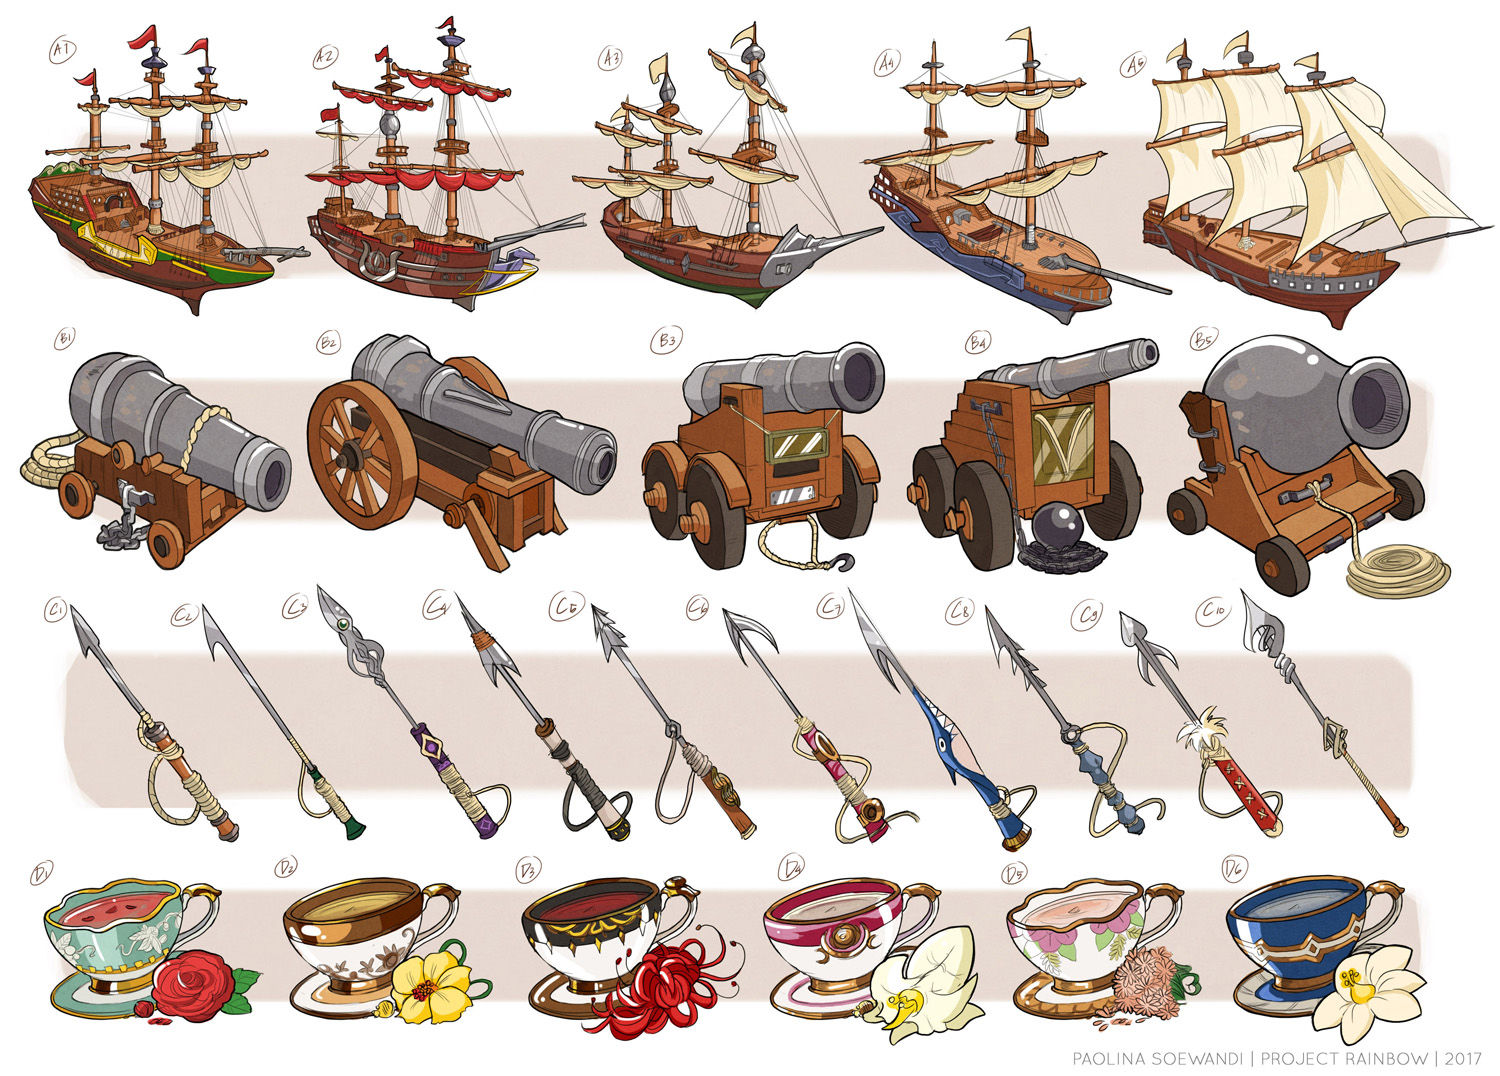 A1 A2 A3 A4 A5
B1 B2 B3 B4 B5
C1 C2 C3 C4 C5 C6 C7 C8 C9 C10
D1 D2 D3 D4 D5 D6
PAOLINA SOEWANDI | PROJECT RAINBOW | 2017